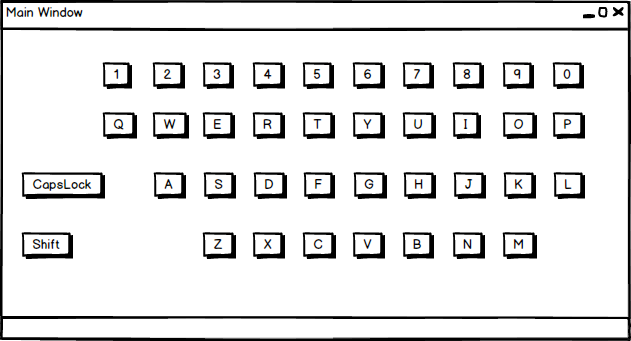 Main Window
1 2 3 4 5 6 7 8 9 0
Q W E R T Y U I O P
CapsLock A S D F G H J K L
Shift Z X C V B N M